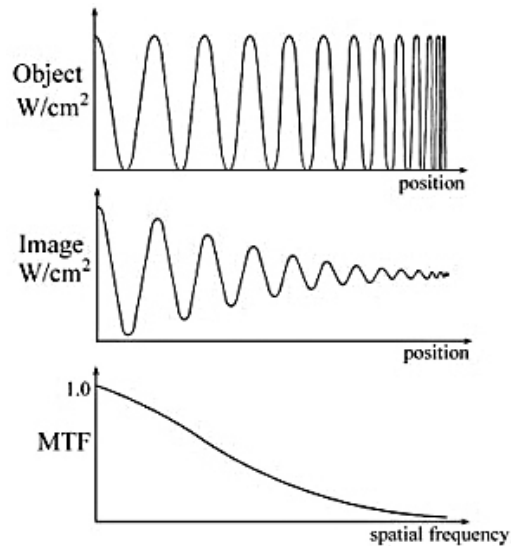 Object
W/cm²
position
Image
W/cm²
position
1.0
MTF
spatial frequency